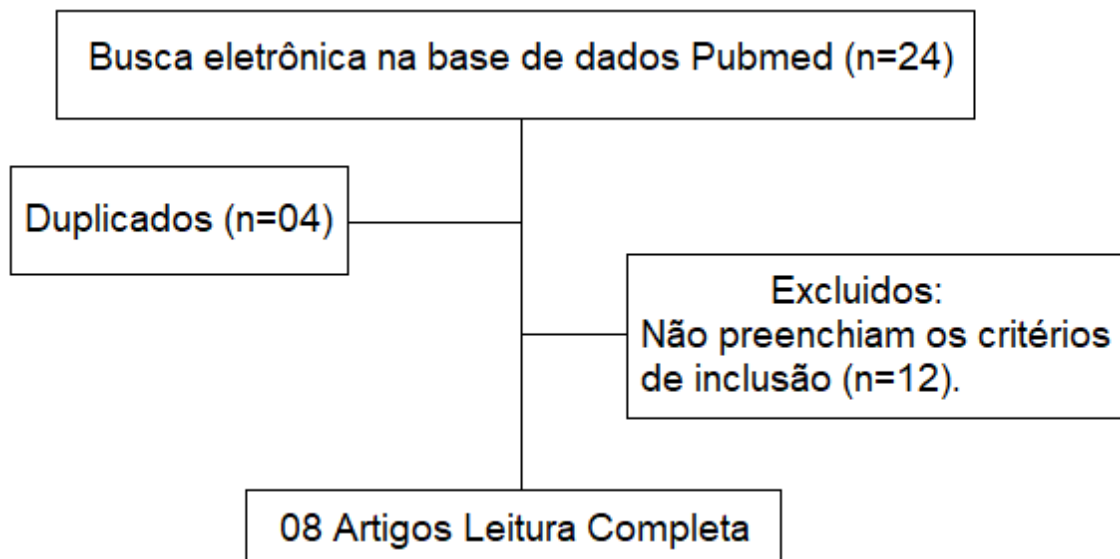 Busca eletrônica na base de dados Pubmed (n=24)
Duplicados (n=04)
Excluidos:
Não preenchiam os critérios
de inclusão (n=12).
08 Artigos Leitura Completa